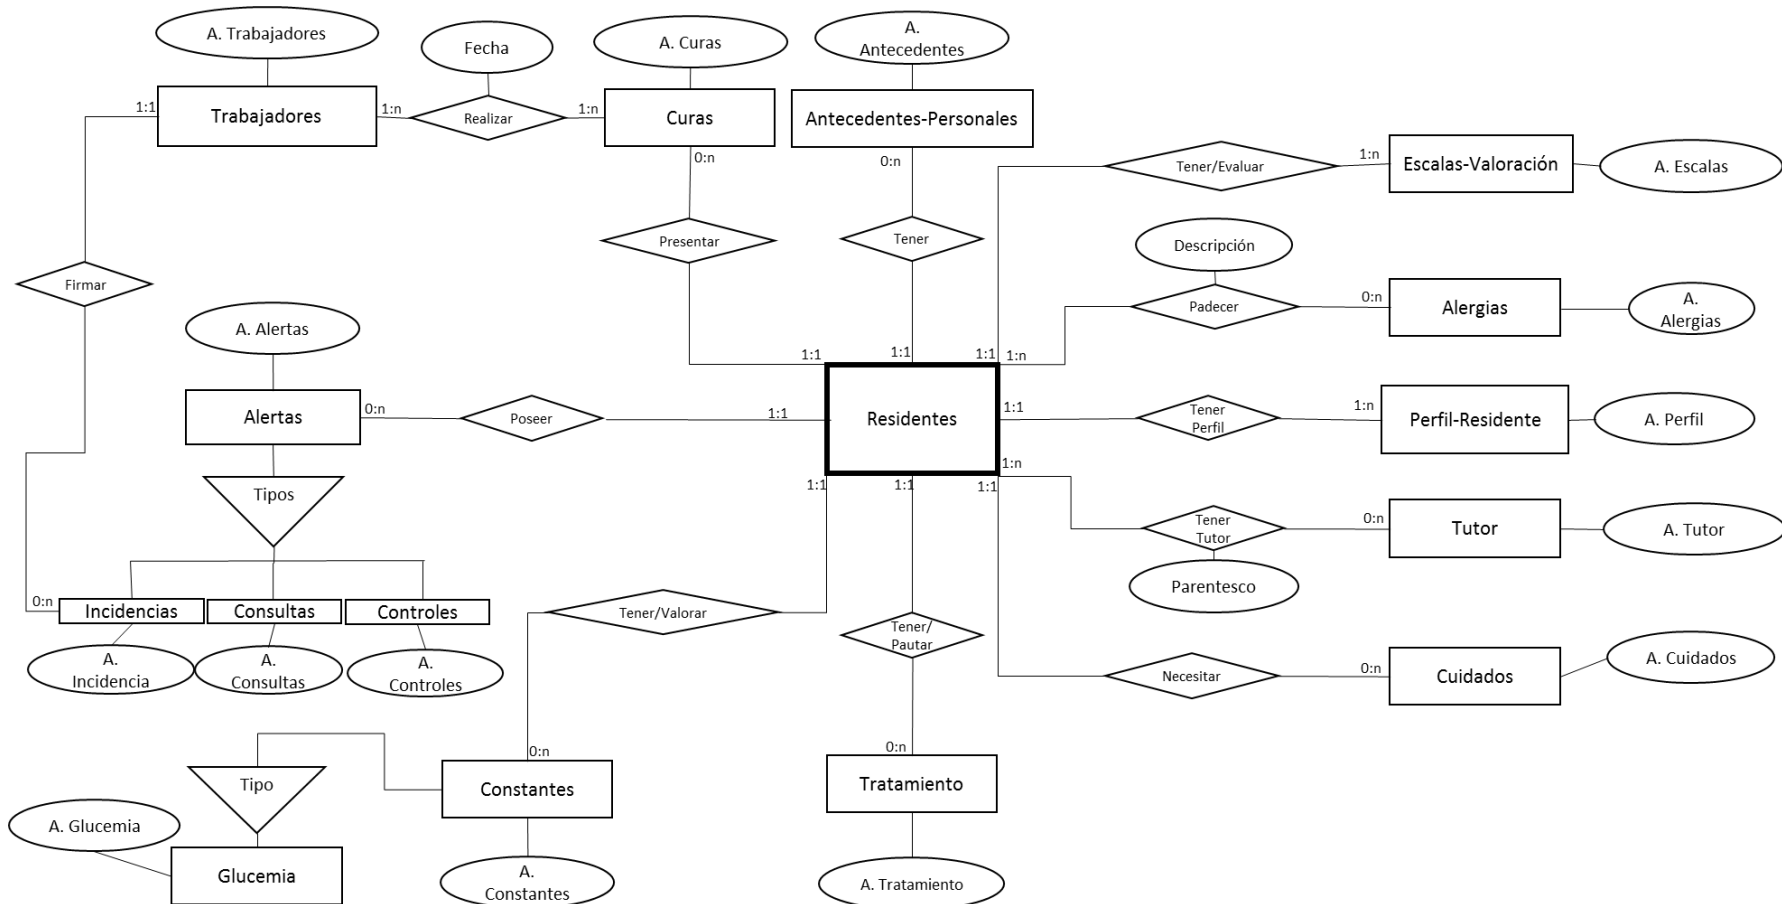 A. Trabajadores
Fecha
A. Curas
A.
Antecedentes
1:1
Trabajadores
1:n
Realizar
1:n
Curas
Antecedentes-Personales
0:n
0:n
Tener/Evaluar
1:n
Escalas-Valoración
A. Escalas
Presentar
Tener
Descripción
Firmar
Padecer
0:n
Alergias
A.
Alergias
A. Alertas
1:1
1:1
1:1
1:n
Alertas
0:n
Poseer
1:1
Residentes
1:1
Tener
Perfil
1:n
Perfil-Residente
A. Perfil
1:1
1:1
1:1
1:n
Tipos
Tener
Tutor
0:n
Tutor
A. Tutor
Parentesco
0:n
Incidencias
Consultas
Controles
Tener/Valorar
Tener/
Pautar
A.
Incidencia
A.
Consultas
A.
Controles
Necesitar
0:n
Cuidados
A. Cuidados
0:n
0:n
Tipo
Constantes
Tratamiento
A. Glucemia
Glucemia
A.
Constantes
A. Tratamiento